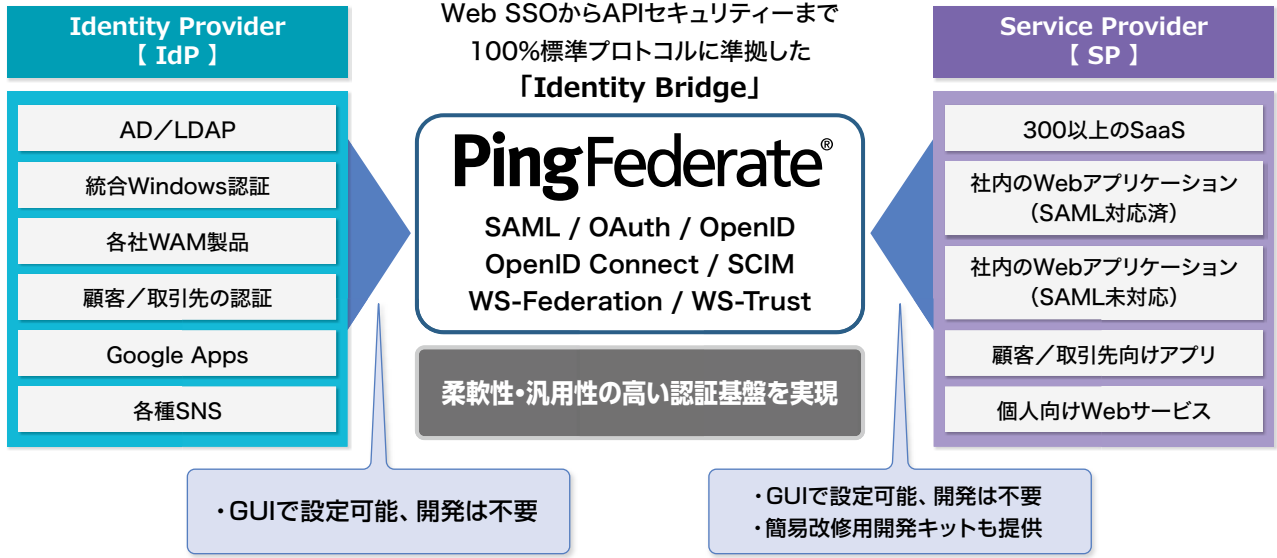 Identity Provider
【 IdP 】
AD／LDAP
統合Windows認証
各社WAM製品
顧客／取引先の認証
Google Apps
各種SNS
Web SSOからAPIセキュリティーまで
100%標準プロトコルに準拠した
「Identity Bridge」
PingFederate®
SAML / OAuth / OpenID
OpenID Connect / SCIM
WS-Federation / WS-Trust
柔軟性・汎用性の高い認証基盤を実現
Service Provider
【 SP 】
300以上のSaaS
社内のWebアプリケーション
（SAML対応済）
社内のWebアプリケーション
（SAML未対応）
顧客／取引先向けアプリ
個人向けWebサービス
・GUIで設定可能、開発は不要
・GUIで設定可能、開発は不要
・簡易改修用開発キットも提供